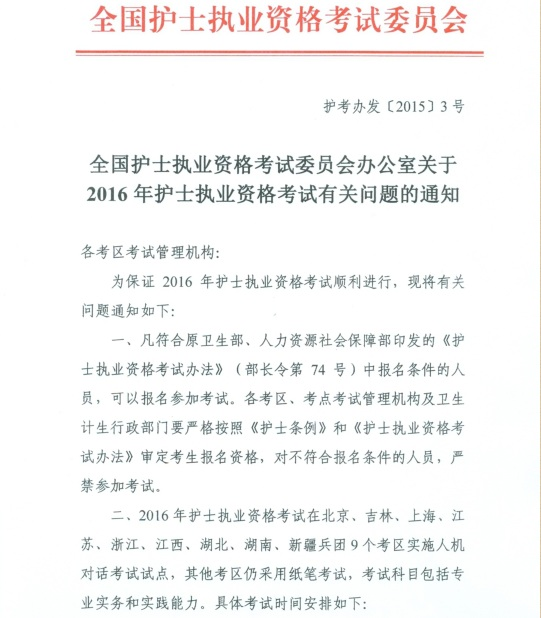 全国护士执业资格考试委员会
护考办发〔2015〕3号
全国护士执业资格考试委员会办公室关于
2016年护士执业资格考试有关问题的通知
各考区考试管理机构：
为保证 2016 年护士执业资格考试顺利进行，现将有关
问题通知如下：
一、凡符合原卫生部、人力资源社会保障部印发的《护
士执业资格考试办法》（部长令第 74 号）中报名条件的人
员，可以报名参加考试。各考区、考点考试管理机构及卫生
计生行政部门要严格按照《护士条例》和《护士执业资格考
试办法》审定考生报名资格，对不符合报名条件的人员，严
禁参加考试。
二、2016年护士执业资格考试在北京、吉林、上海、江
苏、浙江、江西、湖北、湖南、新疆兵团9个考区实施人机
对话考试试点，其他考区仍采用纸笔考试，考试科目包括专
业实务和实践能力。具体考试时间安排如下：